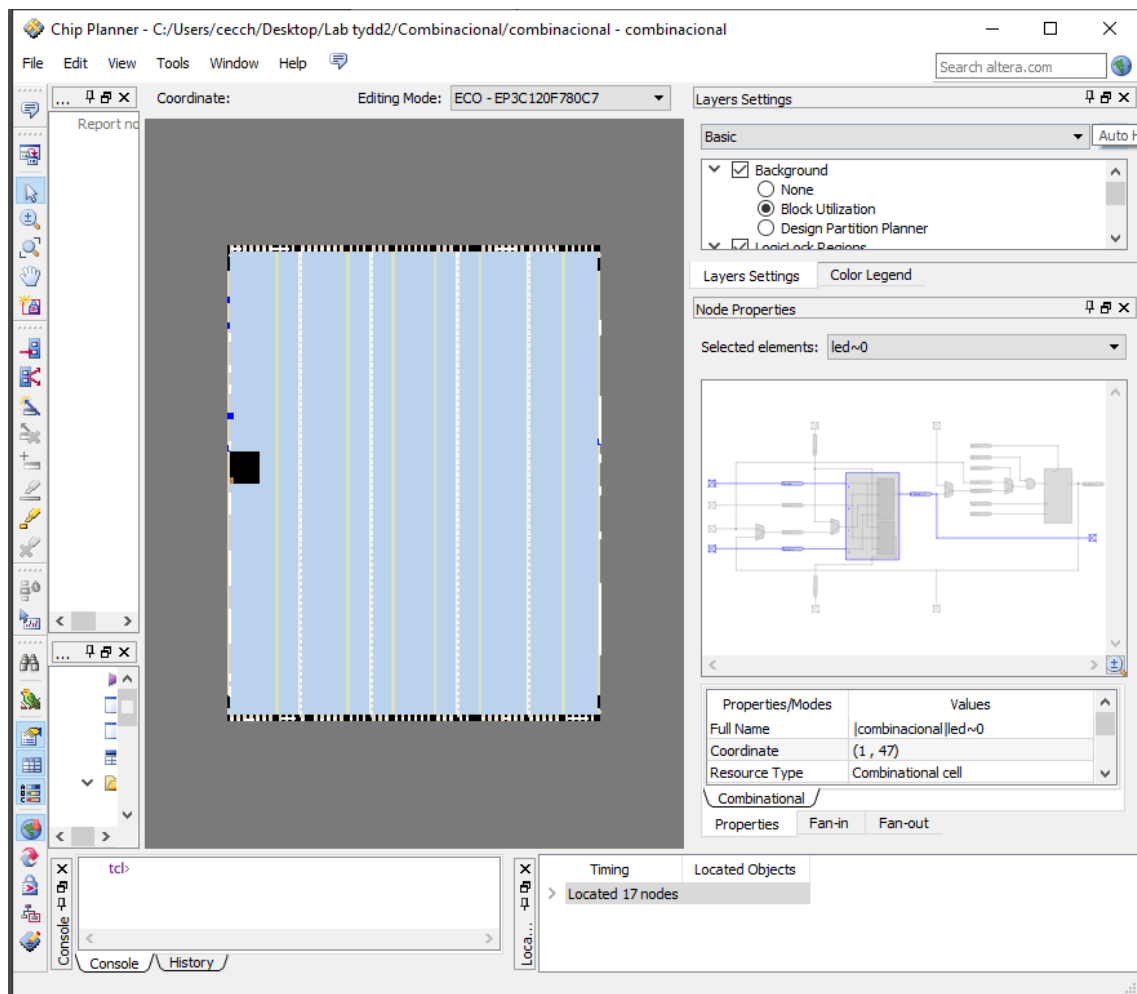 Chip Planner - C:/Users/cecch/Desktop/Lab tydd2/Combinacional/combinacional - combinacional
File Edit View Tools Window Help
Search altera.com
...
Report no
Coordinate:
Editing Mode: ECO - EP3C120F780C7
Layers Settings
Basic
Auto H
Background
None
Block Utilization
Design Partition Planner
LogicLock Regions
Layers Settings Color Legend
Node Properties
Selected elements: led~0
Properties/Modes Values
Full Name |combinacional|led~0
Coordinate (1 , 47)
Resource Type Combinational cell
Combinational
Properties Fan-in Fan-out
...
Console
tcl>
Console History
Loca...
Timing Located Objects
Located 17 nodes